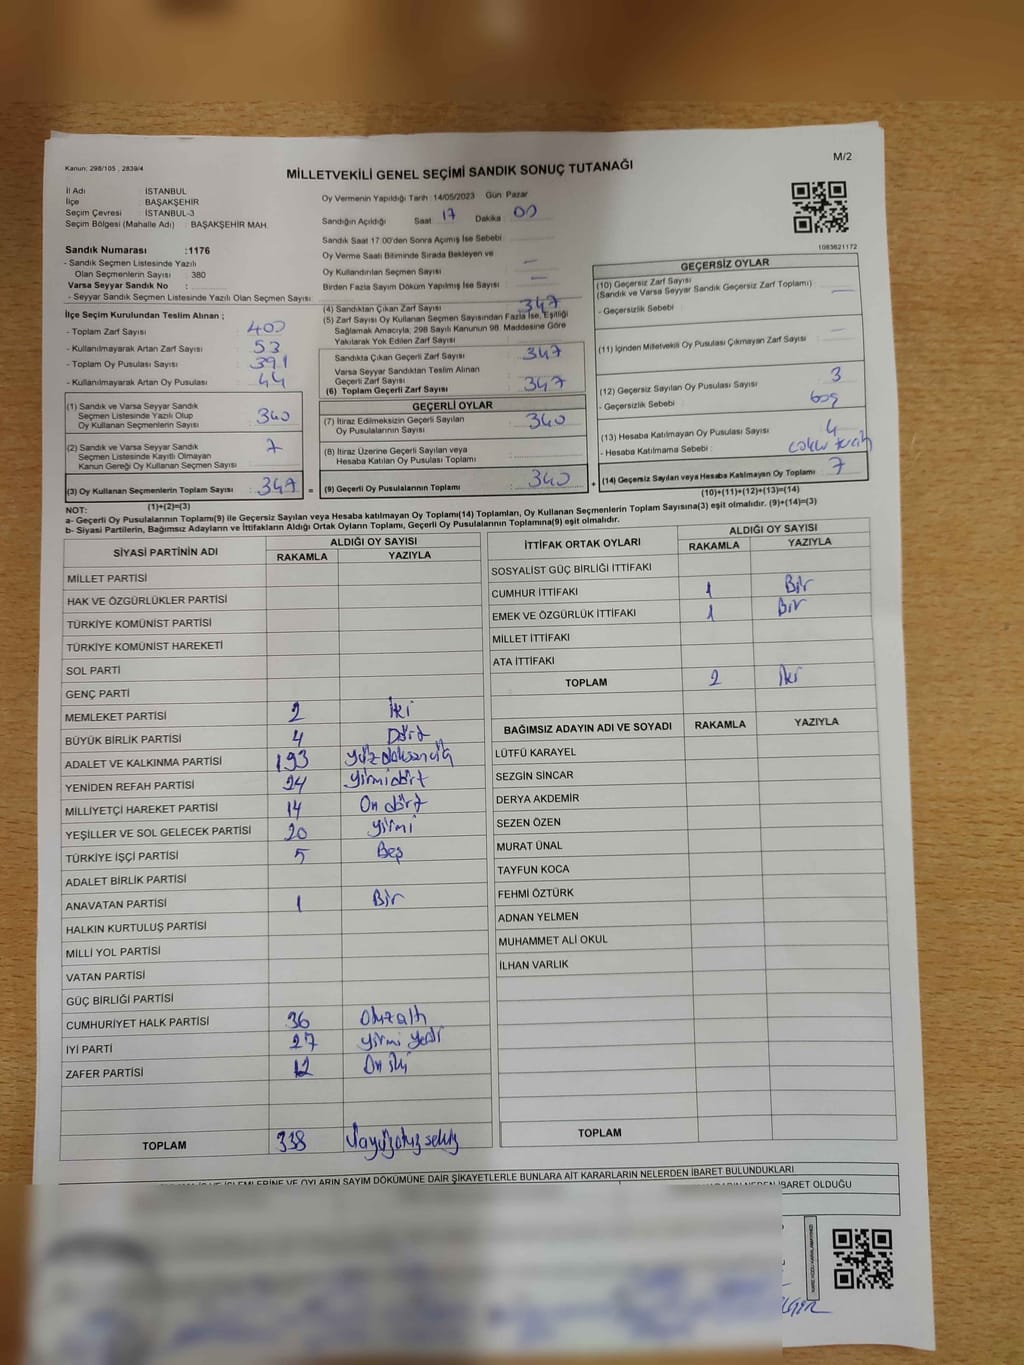 Kanun: 298/105 , 2839/4
MİLLETVEKİLİ GENEL SEÇİMİ SANDIK SONUÇ TUTANAĞI
M/2
İl Adı İSTANBUL
İlçe BAŞAKŞEHİR
Seçim Çevresi İSTANBUL-3
Seçim Bölgesi (Mahalle Adı) BAŞAKŞEHİR MAH.
Oy Vermenin Yapıldığı Tarih :14/05/2023 Gün Pazar
Sandığın Açıldığı Saat 17 Dakika 00
Sandık Saat 17:00'den Sonra Açımış İse Sebebi
1083621172
Sandık Numarası :1176
- Sandık Seçmen Listesinde Yazılı
Olan Seçmenlerin Sayısı : 380
Varsa Seyyar Sandık No :
- Seyyar Sandık Seçmen Listesinde Yazılı Olan Seçmen Sayısı:
Oy Verme Saati Bitiminde Sırada Bekleyen ve
Oy Kullandırılan Seçmen Sayısı : —
Birden Fazla Sayım Döküm Yapılmış İse Sayısı : —
İlçe Seçim Kurulundan Teslim Alınan ;
- Toplam Zarf Sayısı : 400
- Kullanılmayarak Artan Zarf Sayısı : 53
- Toplam Oy Pusulası Sayısı : 391
- Kullanılmayarak Artan Oy Pusulası : 44
(1) Sandık ve Varsa Seyyar Sandık
Seçmen Listesinde Yazılı Olup
Oy Kullanan Seçmenlerin Sayısı : 340
(2) Sandık ve Varsa Seyyar Sandık
Seçmen Listesinde Kayıtlı Olmayan
Kanun Gereği Oy Kullanan Seçmen Sayısı : 7
(3) Oy Kullanan Seçmenlerin Toplam Sayısı : 347
(1)+(2)=(3)
(4) Sandıktan Çıkan Zarf Sayısı : 347
(5) Zarf Sayısı Oy Kullanan Seçmen Sayısından Fazla İse, Eşitliği
Sağlamak Amacıyla, 298 Sayılı Kanunun 98. Maddesine Göre
Yakılarak Yok Edilen Zarf Sayısı :
Sandıkta Çıkan Geçerli Zarf Sayısı : 347
Varsa Seyyar Sandıktan Teslim Alınan
Geçerli Zarf Sayısı :
(6) Toplam Geçerli Zarf Sayısı : 347
GEÇERLİ OYLAR
(7) İtiraz Edilmeksizin Geçerli Sayılan
Oy Pusulalarının Sayısı : 340
(8) İtiraz Üzerine Geçerli Sayılan veya
Hesaba Katılan Oy Pusulası Toplamı :
= (9) Geçerli Oy Pusulalarının Toplamı : 340 +
GEÇERSİZ OYLAR
(10) Geçersiz Zarf Sayısı
(Sandık ve Varsa Seyyar Sandık Geçersiz Zarf Toplamı) : —
- Geçersizlik Sebebi :
(11) İçinden Milletvekili Oy Pusulası Çıkmayan Zarf Sayısı : —
(12) Geçersiz Sayılan Oy Pusulası Sayısı : 3
- Geçersizlik Sebebi : boş
(13) Hesaba Katılmayan Oy Pusulası Sayısı : 4
- Hesaba Katılmama Sebebi :
(14) Geçersiz Sayılan veya Hesaba Katılmayan Oy Toplamı : 7
(10)+(11)+(12)+(13)=(14)
NOT:
a- Geçerli Oy Pusulalarının Toplamı(9) ile Geçersiz Sayılan veya Hesaba katılmayan Oy Toplamı(14) Toplamları, Oy Kullanan Seçmenlerin Toplam Sayısına(3) eşit olmalıdır. (9)+(14)=(3)
b- Siyasi Partilerin, Bağımsız Adayların ve İttifakların Aldığı Ortak Oyların Toplamı, Geçerli Oy Pusulalarının Toplamına(9) eşit olmalıdır.
SİYASİ PARTİNİN ADI ALDIĞI OY SAYISI
RAKAMLA YAZIYLA
MİLLET PARTİSİ
HAK VE ÖZGÜRLÜKLER PARTİSİ
TÜRKİYE KOMÜNİST PARTİSİ
TÜRKİYE KOMÜNİST HAREKETİ
SOL PARTİ
GENÇ PARTİ
MEMLEKET PARTİSİ 2 İki
BÜYÜK BİRLİK PARTİSİ 4 Dört
ADALET VE KALKINMA PARTİSİ 193 Yüzdoksanüç
YENİDEN REFAH PARTİSİ 24 Yirmidört
MİLLİYETÇİ HAREKET PARTİSİ 14 On dört
YEŞİLLER VE SOL GELECEK PARTİSİ 20 yirmi
TÜRKİYE İŞÇİ PARTİSİ 5 Beş
ADALET BİRLİK PARTİSİ
ANAVATAN PARTİSİ 1 Bir
HALKIN KURTULUŞ PARTİSİ
MİLLİ YOL PARTİSİ
VATAN PARTİSİ
GÜÇ BİRLİĞİ PARTİSİ
CUMHURİYET HALK PARTİSİ 36 Otuzaltı
İYİ PARTİ 27 yirmi yedi
ZAFER PARTİSİ 12 On iki
TOPLAM 338 Üçyüzotuz sekiz
İTTİFAK ORTAK OYLARI ALDIĞI OY SAYISI
RAKAMLA YAZIYLA
SOSYALİST GÜÇ BİRLİĞİ İTTİFAKI
CUMHUR İTTİFAKI 1 Bir
EMEK VE ÖZGÜRLÜK İTTİFAKI 1 Bir
MİLLET İTTİFAKI
ATA İTTİFAKI
TOPLAM 2 İki
BAĞIMSIZ ADAYIN ADI VE SOYADI RAKAMLA YAZIYLA
LÜTFÜ KARAYEL
SEZGİN SİNCAR
DERYA AKDEMİR
SEZEN ÖZEN
MURAT ÜNAL
TAYFUN KOCA
FEHMİ ÖZTÜRK
ADNAN YELMEN
MUHAMMET ALİ OKUL
İLHAN VARLIK
TOPLAM
OYLARIN SAYIM DÖKÜMÜNE DAİR ŞİKAYETLERLE BUNLARA AİT KARARLARIN NELERDEN İBARET BULUNDUKLARI
İBARET OLDUĞU